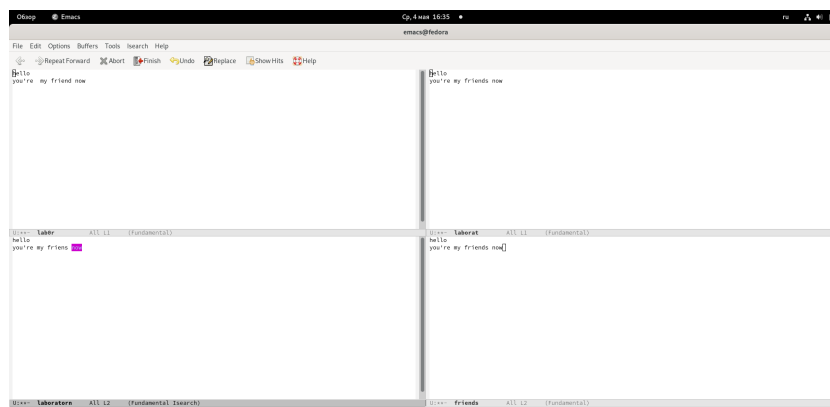 Обзор Emacs Ср, 4 мая 16:35 ru
emacs@fedora
File Edit Options Buffers Tools Isearch Help
Repeat Forward Abort Finish Undo Replace Show Hits Help
hello
you're  my friend now
U:**- lab0r All L1 (Fundamental)
hello
you're my friends now
U:**- laborat All L1 (Fundamental)
hello
you're my friens now
U:**- laboratorn All L2 (Fundamental Isearch)
hello
you're my friends now
U:**- friends All L2 (Fundamental)